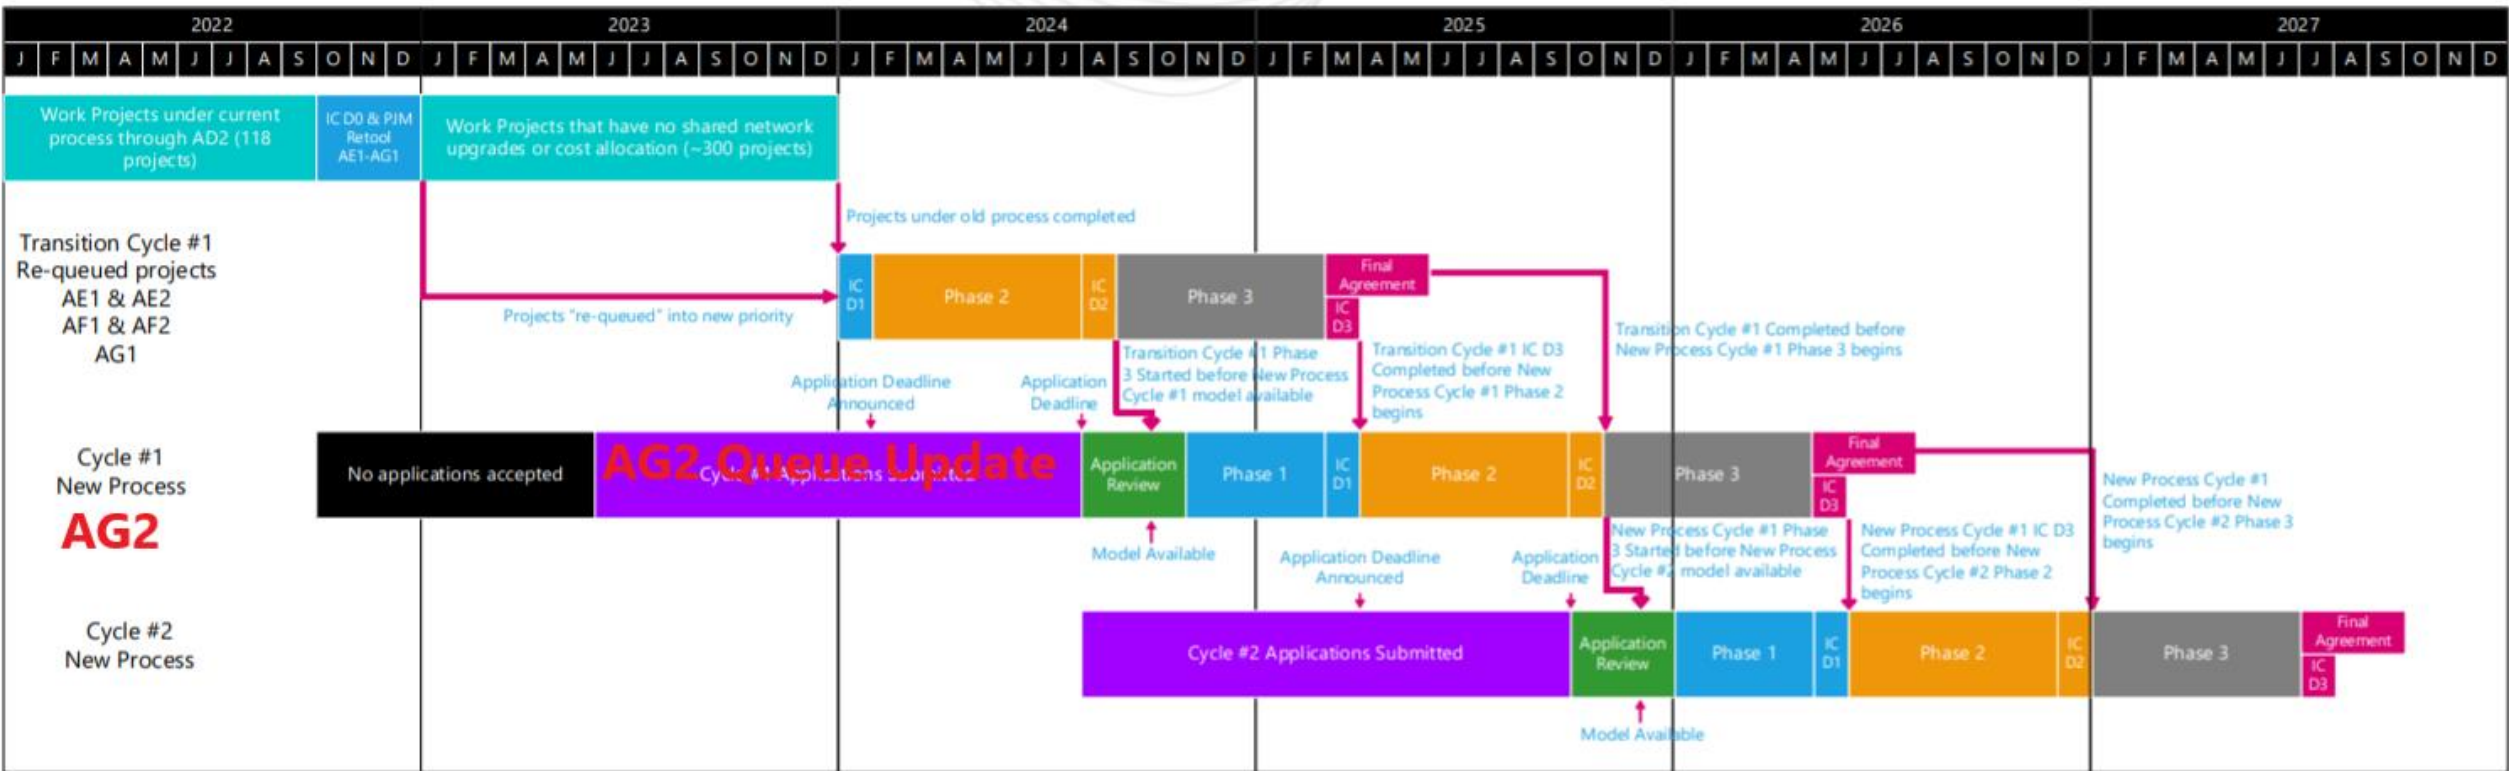 2022 2023 2024 2025 2026 2027
J F M A M J J A S O N D J F M A M J J A S O N D J F M A M J J A S O N D J F M A M J J A S O N D J F M A M J J A S O N D J F M A M J J A S O N D
Work Projects under current
process through AD2 (118
projects)
IC D0 & PJM
Retool
AE1-AG1
Work Projects that have no shared network
upgrades or cost allocation (~300 projects)
Projects under old process completed
Transition Cycle #1
Re-queued projects
AE1 & AE2
AF1 & AF2
AG1
Projects "re-queued" into new priority
IC
D1
Phase 2
IC
D2
Phase 3
Final
Agreement
IC
D3
Transition Cycle #1 Completed before
New Process Cycle #1 Phase 3 begins
Application Deadline
Announced
Application
Deadline
Transition Cycle #1 Phase
3 Started before New Process
Cycle #1 model available
Transition Cycle #1 IC D3
Completed before New
Process Cycle #1 Phase 2
begins
Cycle #1
New Process
AG2
No applications accepted
Cycle #1 Applications Submitted
AG2 Queue Update
Application
Review
Phase 1
IC
D1
Phase 2
IC
D2
Phase 3
Final
Agreement
IC
D3
New Process Cycle #1
Completed before New
Process Cycle #2 Phase 3
begins
Model Available
Application Deadline
Announced
Application
Deadline
New Process Cycle #1 Phase
3 Started before New Process
Cycle #2 model available
New Process Cycle #1 IC D3
Completed before New
Process Cycle #2 Phase 2
begins
Cycle #2
New Process
Cycle #2 Applications Submitted
Application
Review
Phase 1
IC
D1
Phase 2
IC
D2
Phase 3
Final
Agreement
IC
D3
Model Available